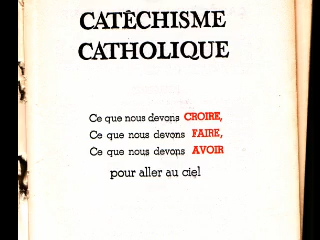 CATÉCHISME
CATHOLIQUE
Ce que nous devons CROIRE,
Ce que nous devons FAIRE,
Ce que nous devons AVOIR
pour aller au ciel